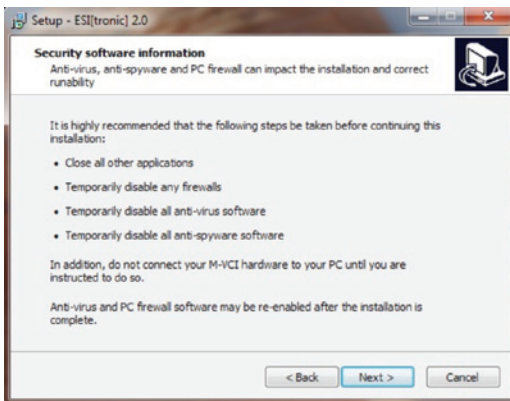 Setup - ESI[tronic] 2.0
Security software information
Anti-virus, anti-spyware and PC firewall can impact the installation and correct
runability
It is highly recommended that the following steps be taken before continuing this
installation:
• Close all other applications
• Temporarily disable any firewalls
• Temporarily disable all anti-virus software
• Temporarily disable all anti-spyware software
In addition, do not connect your M-VCI hardware to your PC until you are
instructed to do so.
Anti-virus and PC firewall software may be re-enabled after the installation is
complete.
< Back Next > Cancel